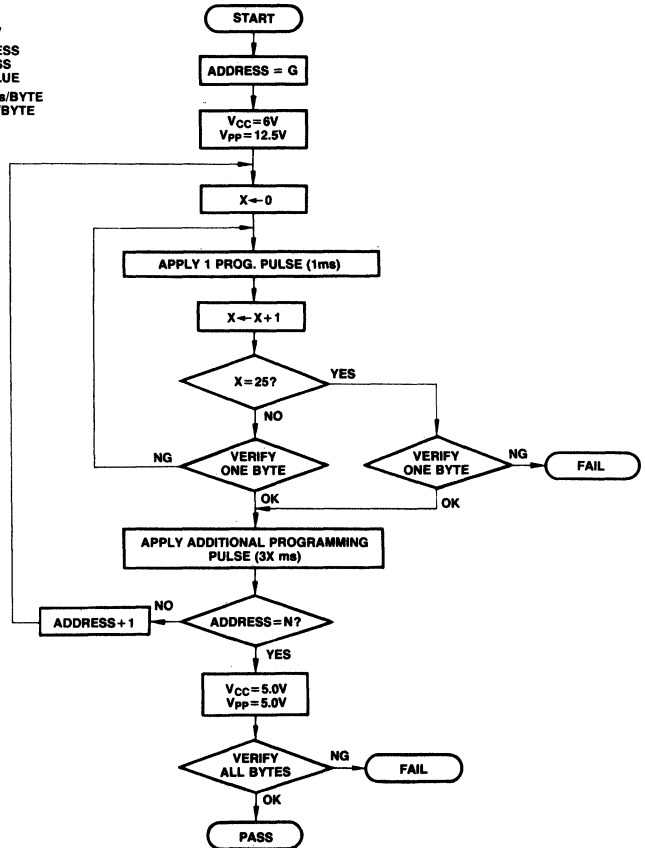 START
ESS
SS
LUE
s/BYTE
/BYTE
ADDRESS = G
VCC=6V
VPP=12.5V
X←0
APPLY 1 PROG. PULSE (1ms)
X←X+1
X=25?
YES
NO
NG
VERIFY
ONE BYTE
VERIFY
ONE BYTE
NG
FAIL
OK
OK
APPLY ADDITIONAL PROGRAMMING
PULSE (3X ms)
NO
ADDRESS+1
ADDRESS=N?
YES
VCC=5.0V
VPP=5.0V
VERIFY
ALL BYTES
NG
FAIL
OK
PASS